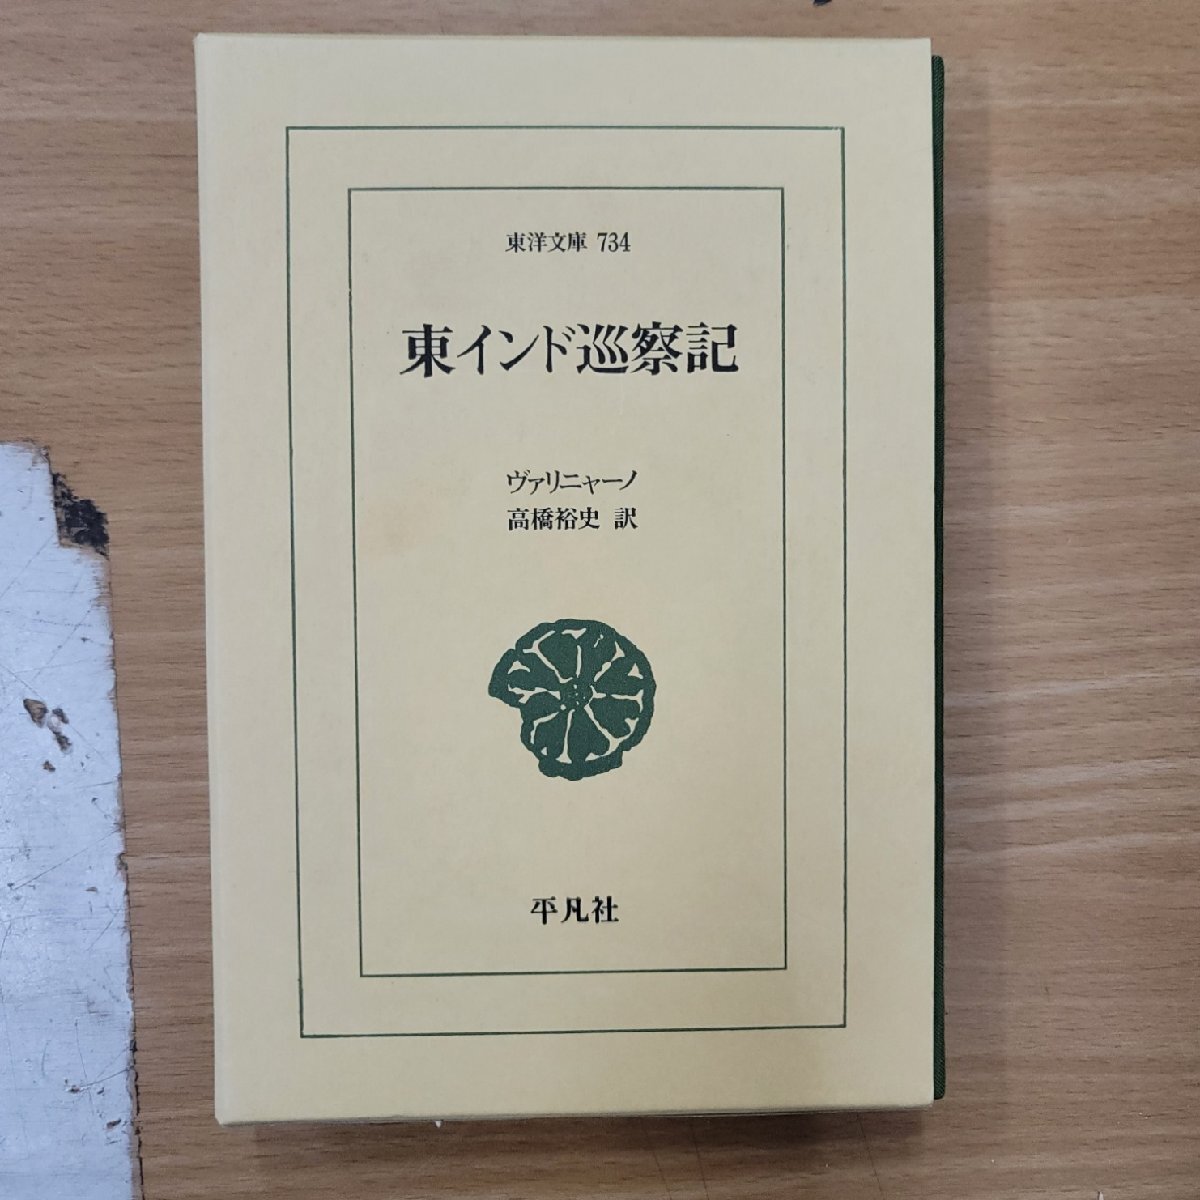 東洋文庫 734
東インド巡察記
ヴァリニャーノ
高橋裕史 訳
平凡社